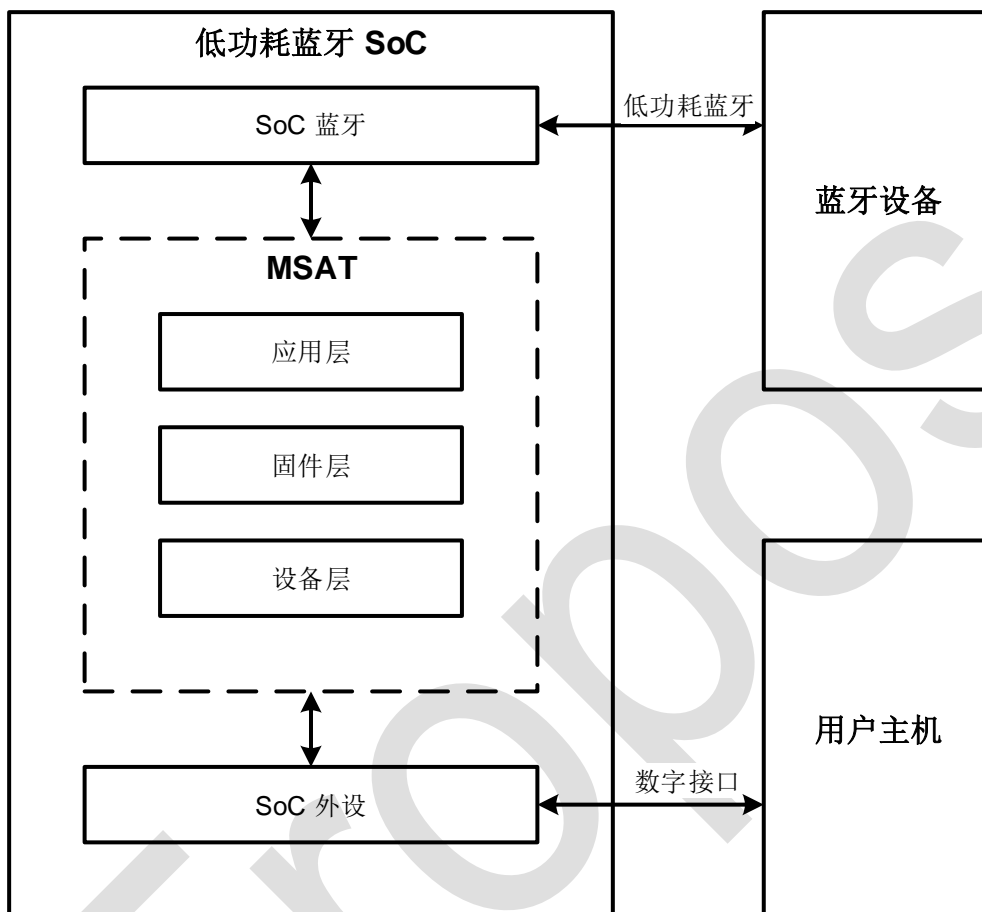 低功耗蓝牙 SoC
SoC 蓝牙
低功耗蓝牙
蓝牙设备
MSAT
应用层
固件层
设备层
用户主机
数字接口
SoC 外设
Tropos